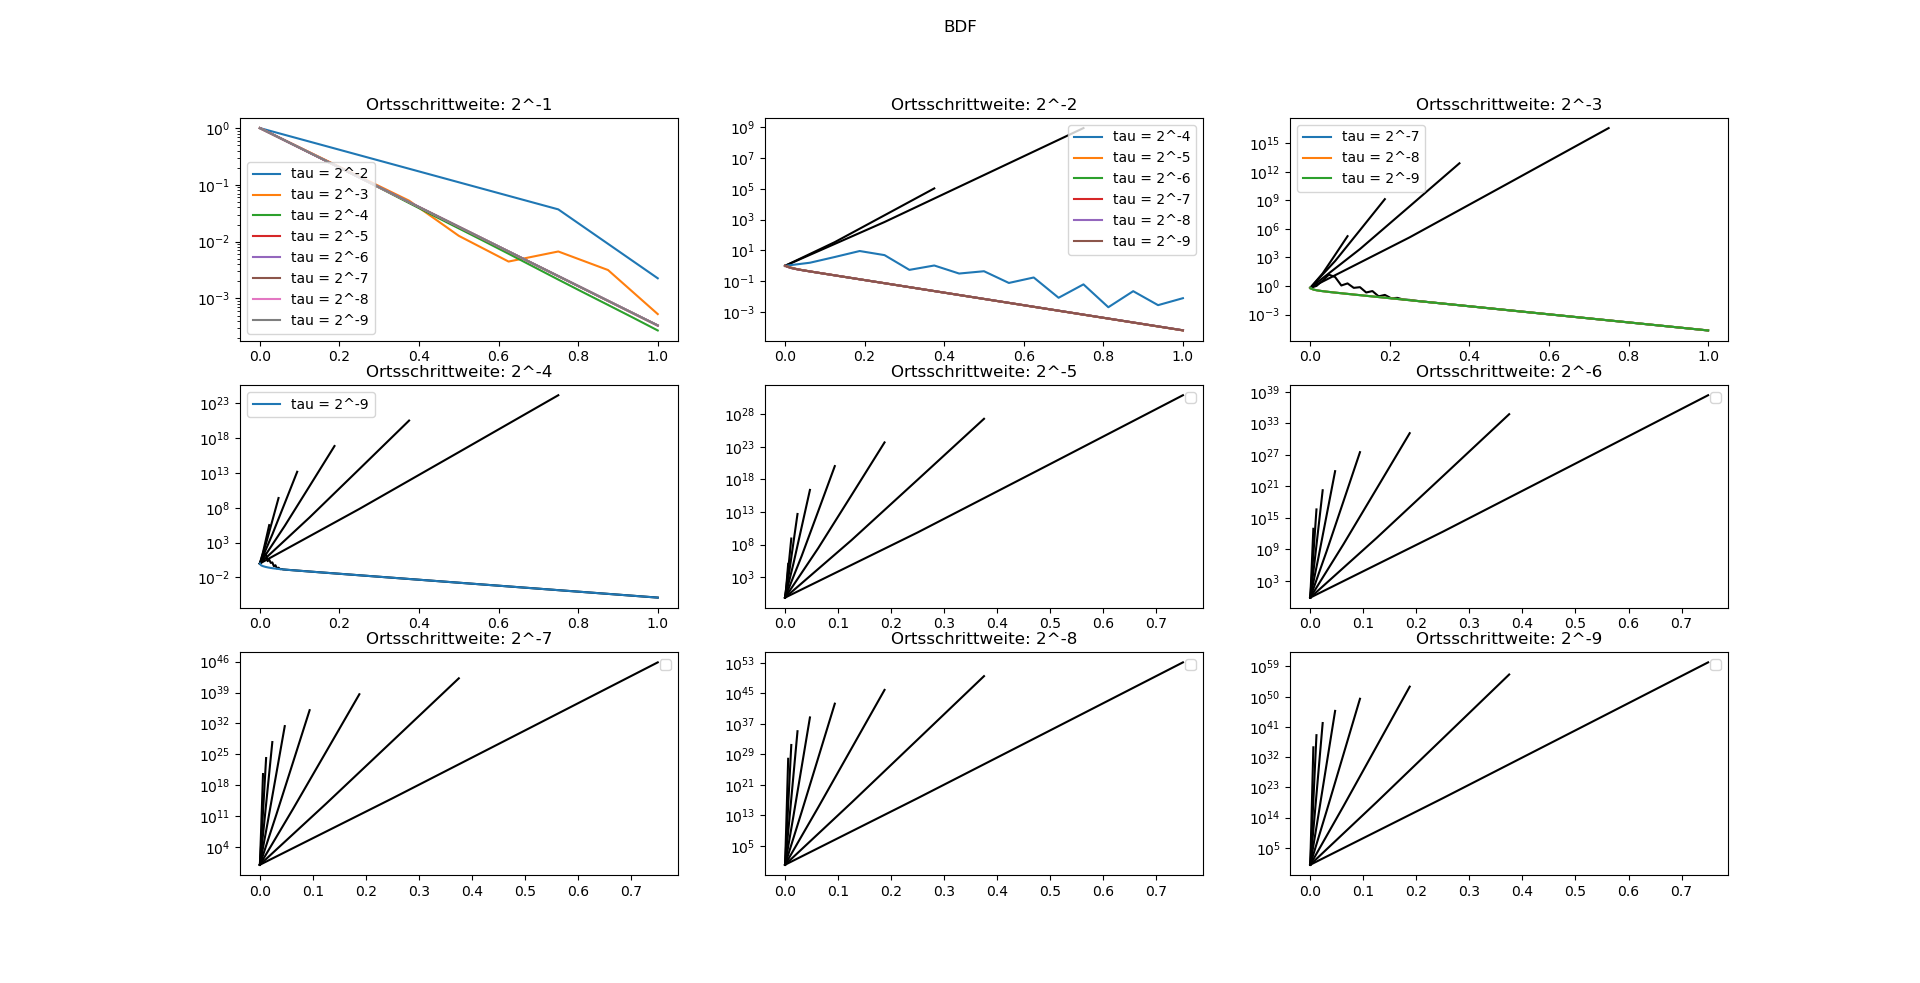 BDF
Ortsschrittweite: 2^-1
10^0
10^-1
10^-2
10^-3
tau = 2^-2
tau = 2^-3
tau = 2^-4
tau = 2^-5
tau = 2^-6
tau = 2^-7
tau = 2^-8
tau = 2^-9
0.0 0.2 0.4 0.6 0.8 1.0
Ortsschrittweite: 2^-2
10^9
10^7
10^5
10^3
10^1
10^-1
10^-3
tau = 2^-4
tau = 2^-5
tau = 2^-6
tau = 2^-7
tau = 2^-8
tau = 2^-9
0.0 0.2 0.4 0.6 0.8 1.0
Ortsschrittweite: 2^-3
10^15
10^12
10^9
10^6
10^3
10^0
10^-3
tau = 2^-7
tau = 2^-8
tau = 2^-9
0.0 0.2 0.4 0.6 0.8 1.0
Ortsschrittweite: 2^-4
10^23
10^18
10^13
10^8
10^3
10^-2
tau = 2^-9
0.0 0.2 0.4 0.6 0.8 1.0
Ortsschrittweite: 2^-5
10^28
10^23
10^18
10^13
10^8
10^3
0.0 0.1 0.2 0.3 0.4 0.5 0.6 0.7
Ortsschrittweite: 2^-6
10^39
10^33
10^27
10^21
10^15
10^9
10^3
0.0 0.1 0.2 0.3 0.4 0.5 0.6 0.7
Ortsschrittweite: 2^-7
10^46
10^39
10^32
10^25
10^18
10^11
10^4
0.0 0.1 0.2 0.3 0.4 0.5 0.6 0.7
Ortsschrittweite: 2^-8
10^53
10^45
10^37
10^29
10^21
10^13
10^5
0.0 0.1 0.2 0.3 0.4 0.5 0.6 0.7
Ortsschrittweite: 2^-9
10^59
10^50
10^41
10^32
10^23
10^14
10^5
0.0 0.1 0.2 0.3 0.4 0.5 0.6 0.7